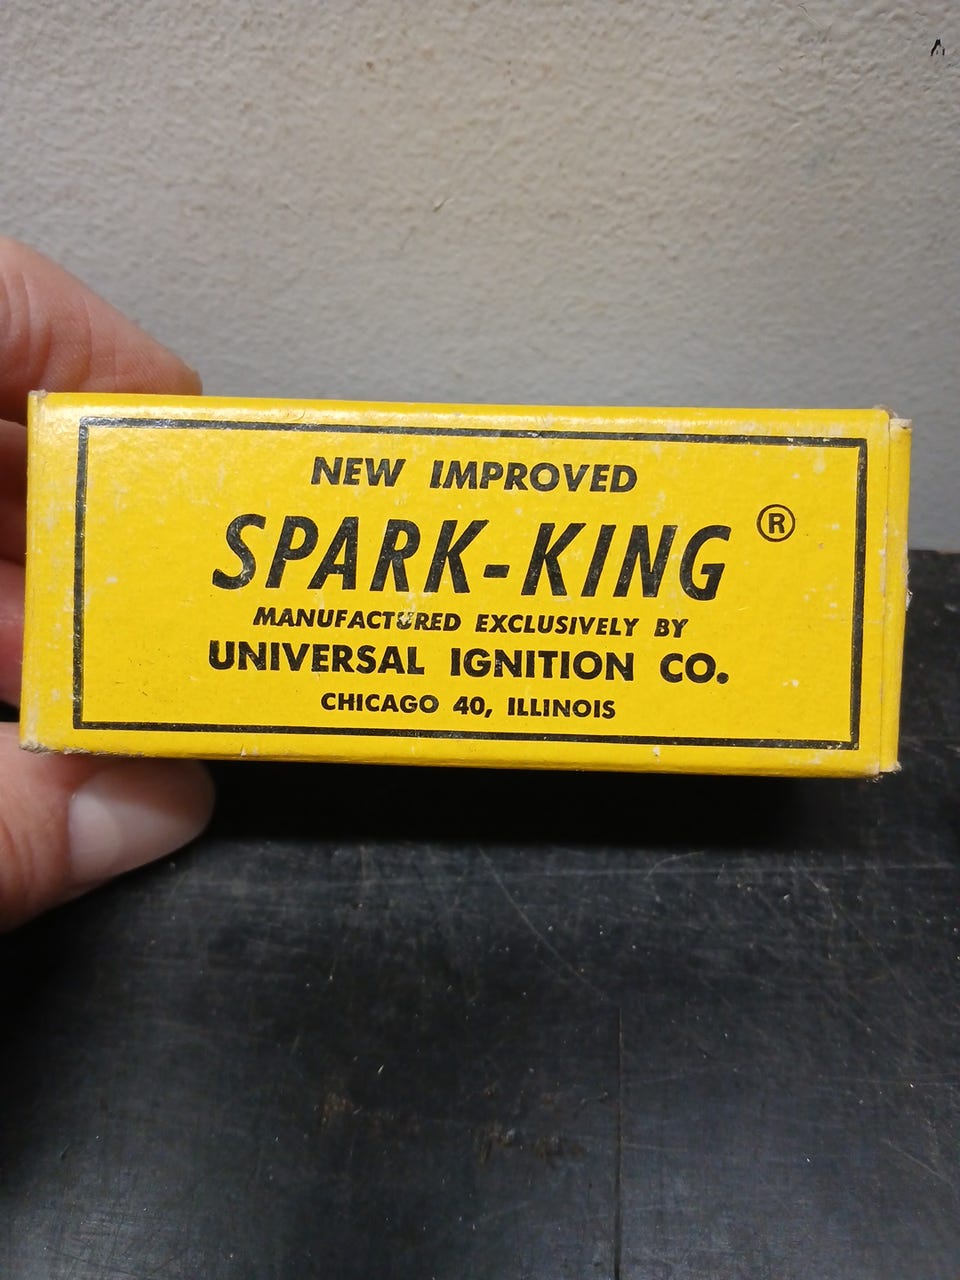 NEW IMPROVED
SPARK-KING ®
MANUFACTURED EXCLUSIVELY BY
UNIVERSAL IGNITION CO.
CHICAGO 40, ILLINOIS